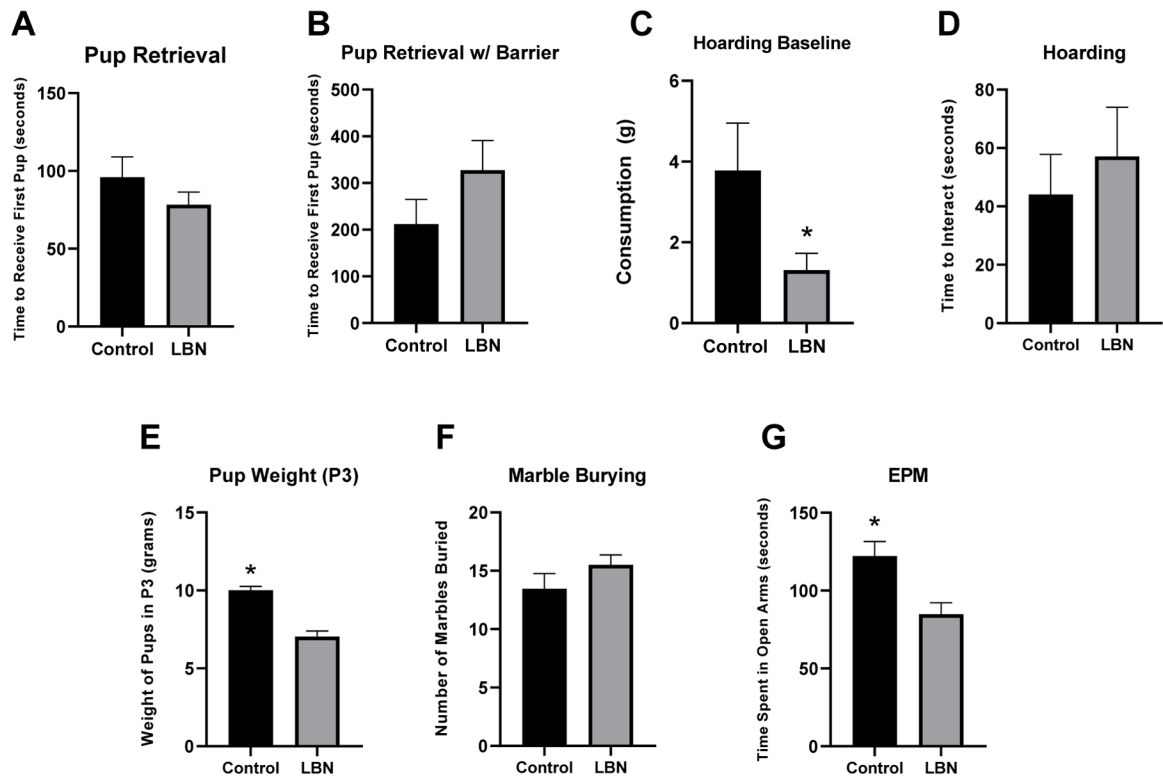 A
Pup Retrieval
Time to Receive First Pup (seconds)
150
100
50
0
Control LBN
B
Pup Retrieval w/ Barrier
Time to Receive First Pup (seconds)
500
400
300
200
100
0
Control LBN
C
Hoarding Baseline
Consumption (g)
6
4
2
0
*
Control LBN
D
Hoarding
Time to Interact (seconds)
80
60
40
20
0
Control LBN
E
Pup Weight (P3)
Weight of Pups in P3 (grams)
15
10
5
0
*
Control LBN
F
Marble Burying
Number of Marbles Buried
20
15
10
5
0
Control LBN
G
EPM
Time Spent in Open Arms (seconds)
150
100
50
0
*
Control LBN